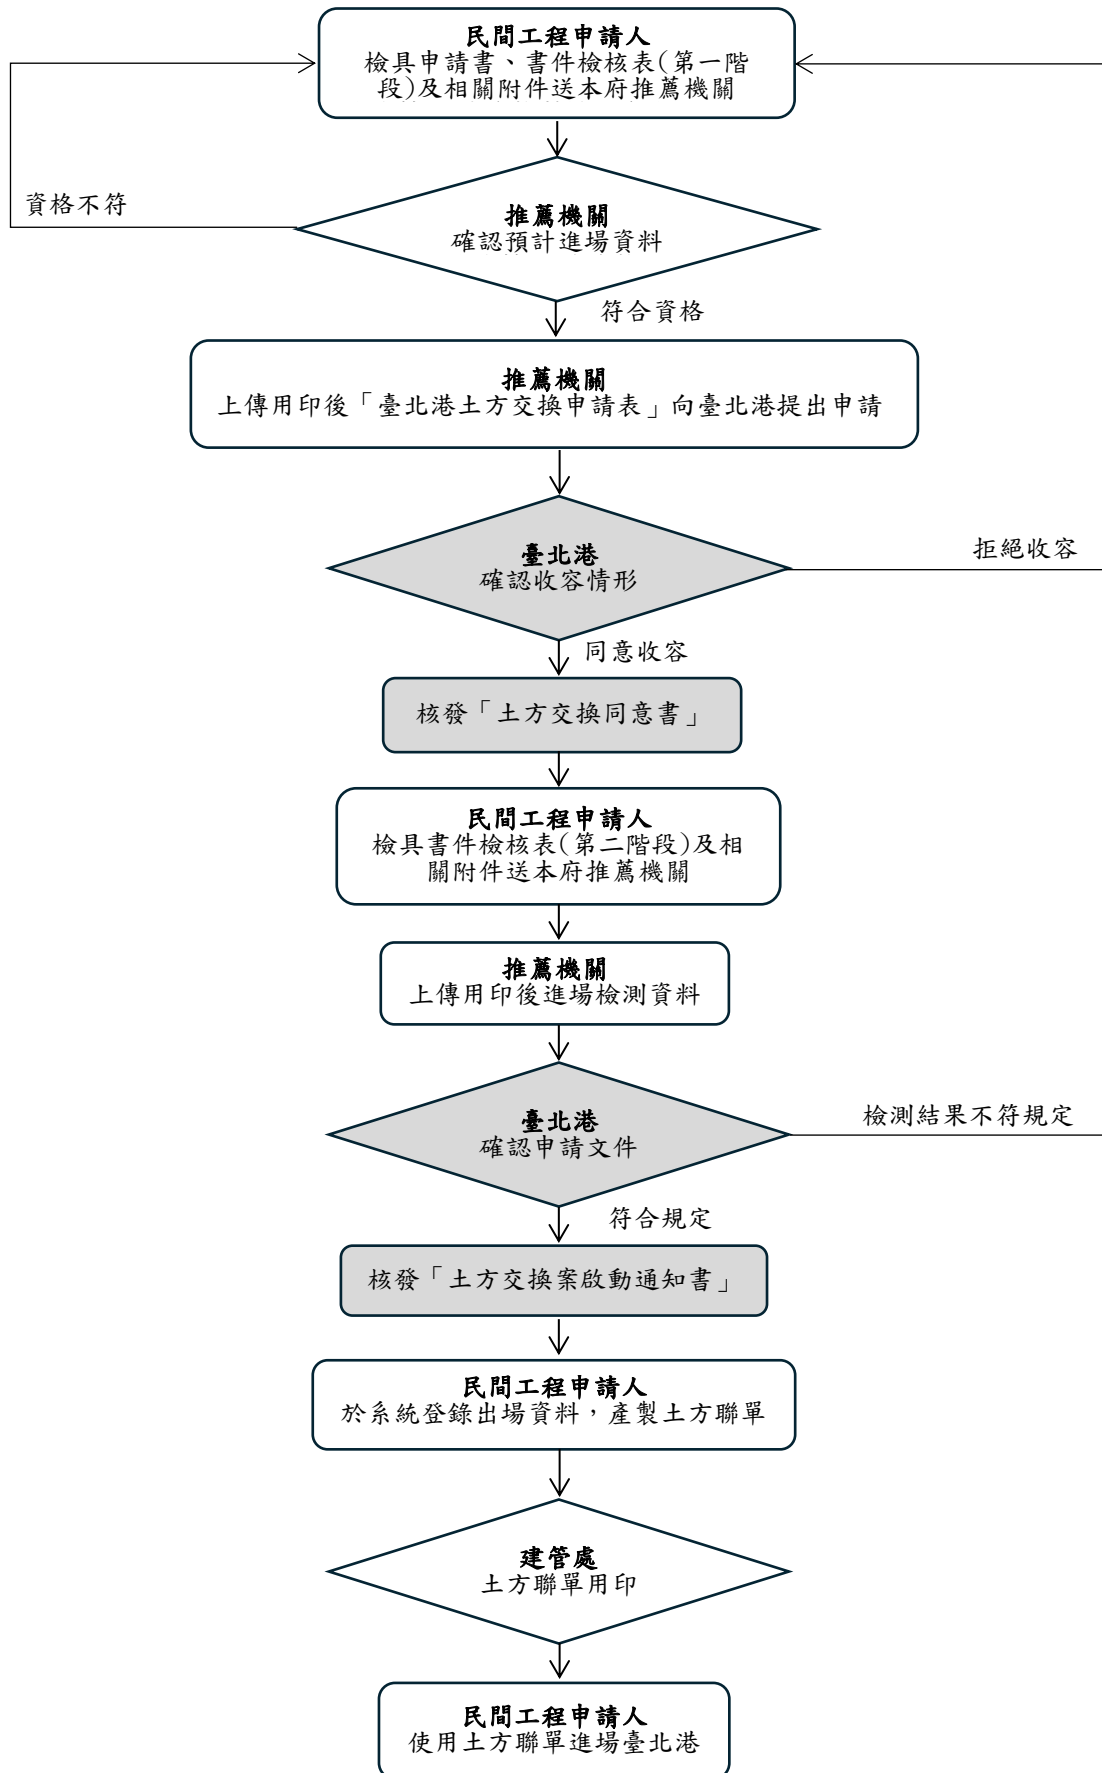 民間工程申請人
檢具申請書、書件檢核表(第一階
段)及相關附件送本府推薦機關
資格不符
推薦機關
確認預計進場資料
符合資格
推薦機關
上傳用印後「臺北港土方交換申請表」向臺北港提出申請
臺北港
確認收容情形
拒絕收容
同意收容
核發「土方交換同意書」
民間工程申請人
檢具書件檢核表(第二階段)及相
關附件送本府推薦機關
推薦機關
上傳用印後進場檢測資料
臺北港
確認申請文件
檢測結果不符規定
符合規定
核發「土方交換案啟動通知書」
民間工程申請人
於系統登錄出場資料，產製土方聯單
建管處
土方聯單用印
民間工程申請人
使用土方聯單進場臺北港